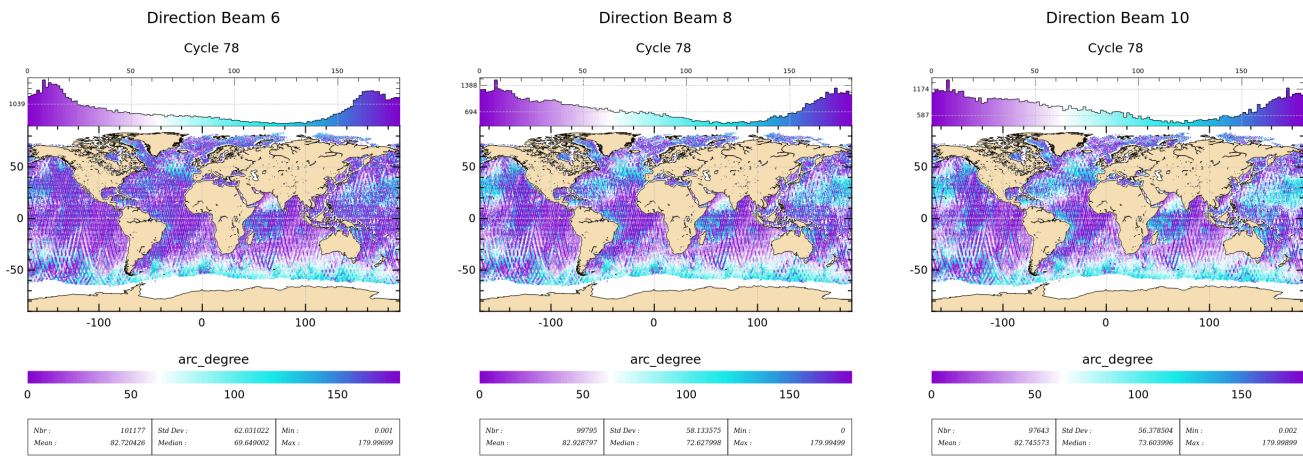 Direction Beam 6
Cycle 78
0 50 100 150
1039
50
0
-50
-100 0 100
arc_degree
0 50 100 150
Nbr : 101177 Std Dev : 62.031022 Min : 0.001
Mean : 82.720426 Median : 69.649002 Max : 179.99699
Direction Beam 8
Cycle 78
0 50 100 150
1388
694
50
0
-50
-100 0 100
arc_degree
0 50 100 150
Nbr : 99795 Std Dev : 58.133575 Min : 0
Mean : 82.928797 Median : 72.627998 Max : 179.99499
Direction Beam 10
Cycle 78
0 50 100 150
1174
587
50
0
-50
-100 0 100
arc_degree
0 50 100 150
Nbr : 97643 Std Dev : 56.378504 Min : 0.002
Mean : 82.745573 Median : 73.603996 Max : 179.99899